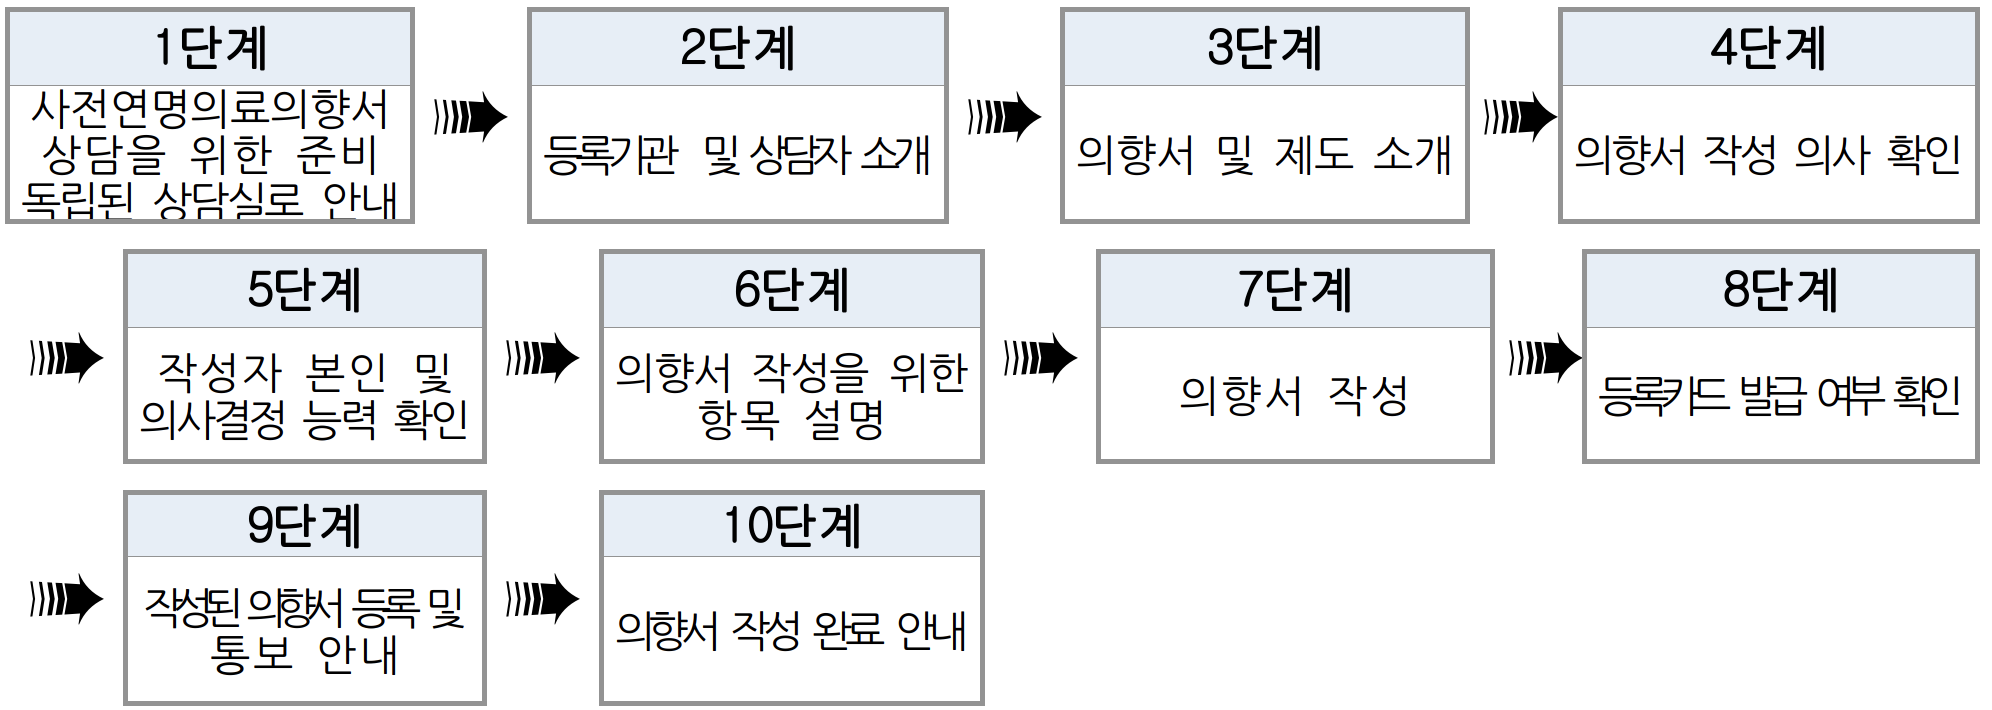 1단계
사전연명의료의향서
상담을 위한 준비
독립된 상담실로 안내
2단계
등록기관 및 상담자 소개
3단계
의향서 및 제도 소개
4단계
의향서 작성 의사 확인
5단계
작성자 본인 및
의사결정 능력 확인
6단계
의향서 작성을 위한
항목 설명
7단계
의향서 작성
8단계
등록카드 발급 여부 확인
9단계
작성된 의향서 등록 및
통보 안내
10단계
의향서 작성 완료 안내